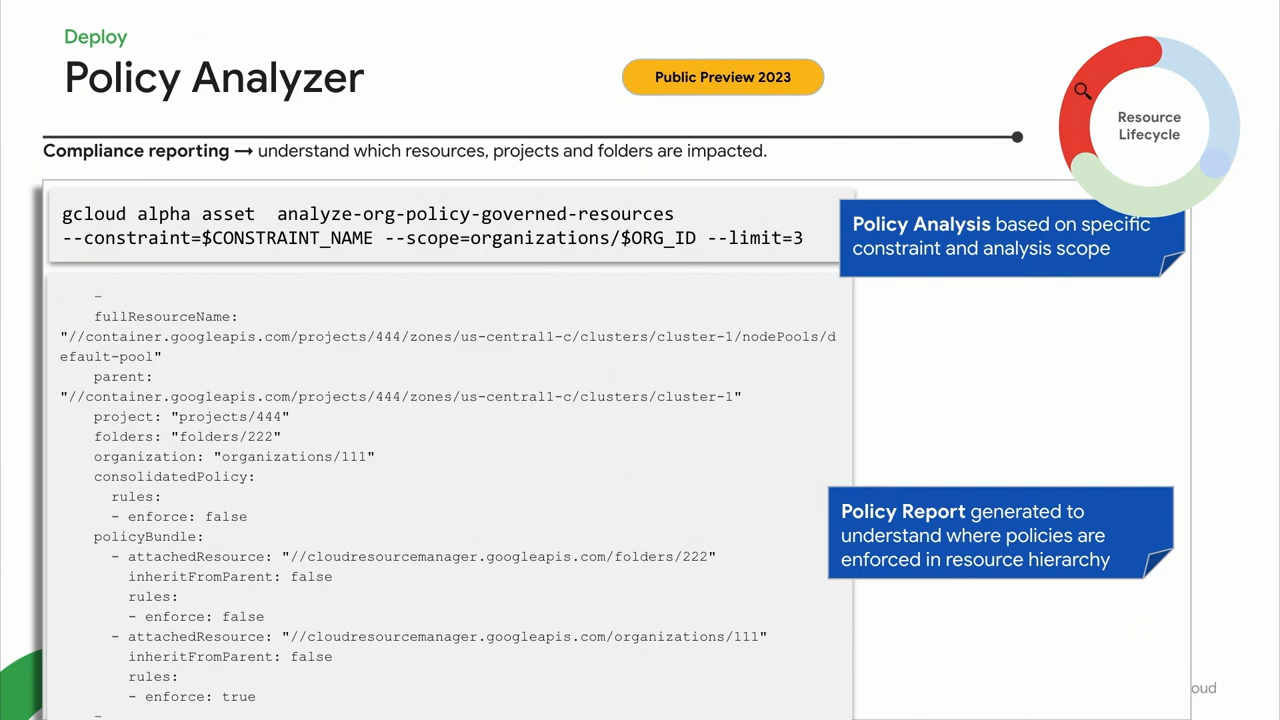 Deploy
Policy Analyzer
Public Preview 2023
Resource
Lifecycle
Compliance reporting → understand which resources, projects and folders are impacted.
gcloud alpha asset  analyze-org-policy-governed-resources
--constraint=$CONSTRAINT_NAME --scope=organizations/$ORG_ID --limit=3
Policy Analysis based on specific
constraint and analysis scope
-
fullResourceName:
"//container.googleapis.com/projects/444/zones/us-central1-c/clusters/cluster-1/nodePools/d
efault-pool"
parent:
"//container.googleapis.com/projects/444/zones/us-central1-c/clusters/cluster-1"
project: "projects/444"
folders: "folders/222"
organization: "organizations/111"
consolidatedPolicy:
rules:
- enforce: false
policyBundle:
- attachedResource: "//cloudresourcemanager.googleapis.com/folders/222"
inheritFromParent: false
rules:
- enforce: false
- attachedResource: "//cloudresourcemanager.googleapis.com/organizations/111"
inheritFromParent: false
rules:
- enforce: true
-
Policy Report generated to
understand where policies are
enforced in resource hierarchy
oud